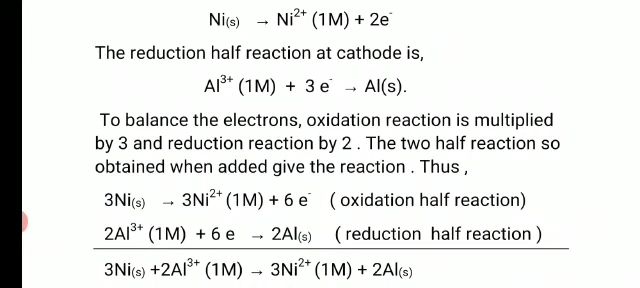 Ni(s) → Ni²⁺ (1M) + 2e⁻
The reduction half reaction at cathode is,
Al³⁺ (1M) + 3 e⁻ → Al(s).
To balance the electrons, oxidation reaction is multiplied
by 3 and reduction reaction by 2 . The two half reaction so
obtained when added give the reaction . Thus ,
3Ni(s) → 3Ni²⁺ (1M) + 6 e⁻ ( oxidation half reaction)
2Al³⁺ (1M) + 6 e → 2Al(s) ( reduction half reaction )
3Ni(s) +2Al³⁺ (1M) → 3Ni²⁺ (1M) + 2Al(s)